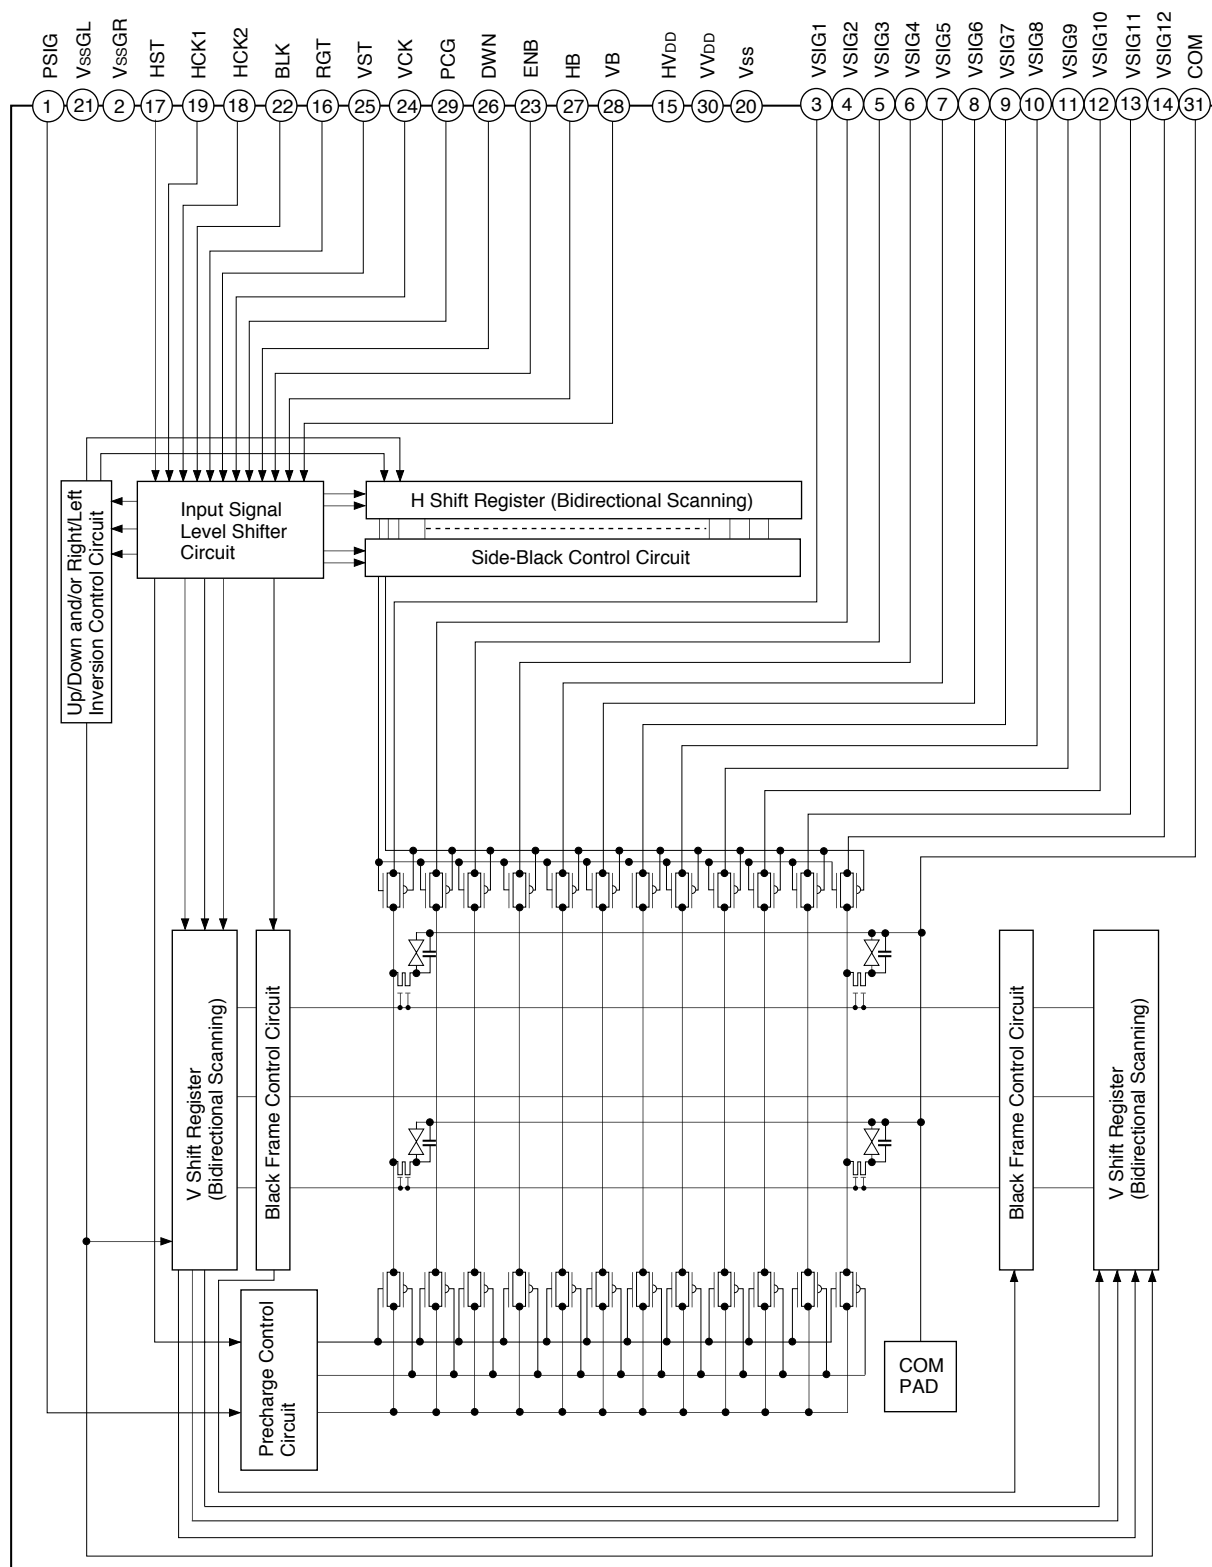 PSIG
VssGL
VssGR
HST
HCK1
HCK2
BLK
RGT
VST
VCK
PCG
DWN
ENB
HB
VB
HVDD
VVDD
Vss
VSIG1
VSIG2
VSIG3
VSIG4
VSIG5
VSIG6
VSIG7
VSIG8
VSIG9
VSIG10
VSIG11
VSIG12
COM
1
21
2
17
19
18
22
16
25
24
29
26
23
27
28
15
30
20
3
4
5
6
7
8
9
10
11
12
13
14
31
Up/Down and/or Right/Left
Inversion Control Circuit
Input Signal
Level Shifter
Circuit
H Shift Register (Bidirectional Scanning)
Side-Black Control Circuit
V Shift Register
(Bidirectional Scanning)
Black Frame Control Circuit
Black Frame Control Circuit
V Shift Register
(Bidirectional Scanning)
Precharge Control
Circuit
COM
PAD